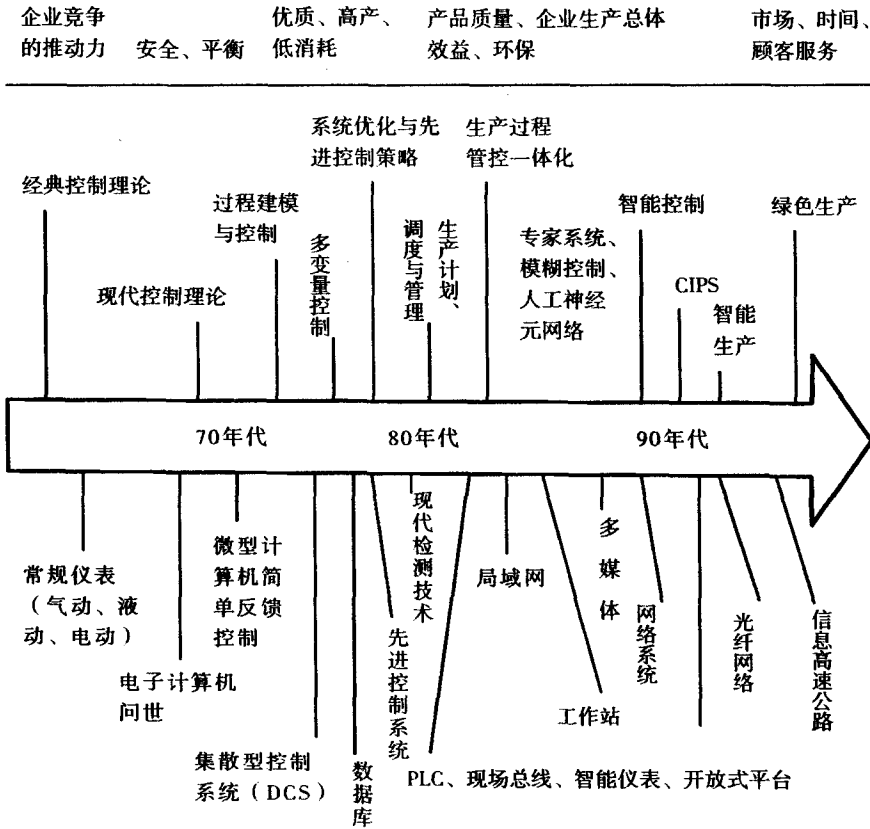 企业竞争
的推动力
安全、平衡
优质、高产、
低消耗
产品质量、企业生产总体
效益、环保
市场、时间、
顾客服务
经典控制理论
现代控制理论
过程建模
与控制
多变量控制
系统优化与先
进控制策略
生产计划、
调度与管理
生产过程
管控一体化
专家系统、
模糊控制、
人工神经
元网络
智能控制
CIPS
智能
生产
绿色生产
70年代
80年代
90年代
常规仪表
(气动、液
动、电动)
电子计算机
问世
微型计
算机简
单反馈
控制
集散型控制
系统(DCS)
数据库
先进控制系统
现代检测技术
PLC、现场总线、智能仪表、开放式平台
局域网
工作站
多媒体
网络系统
光纤网络
信息高速公路